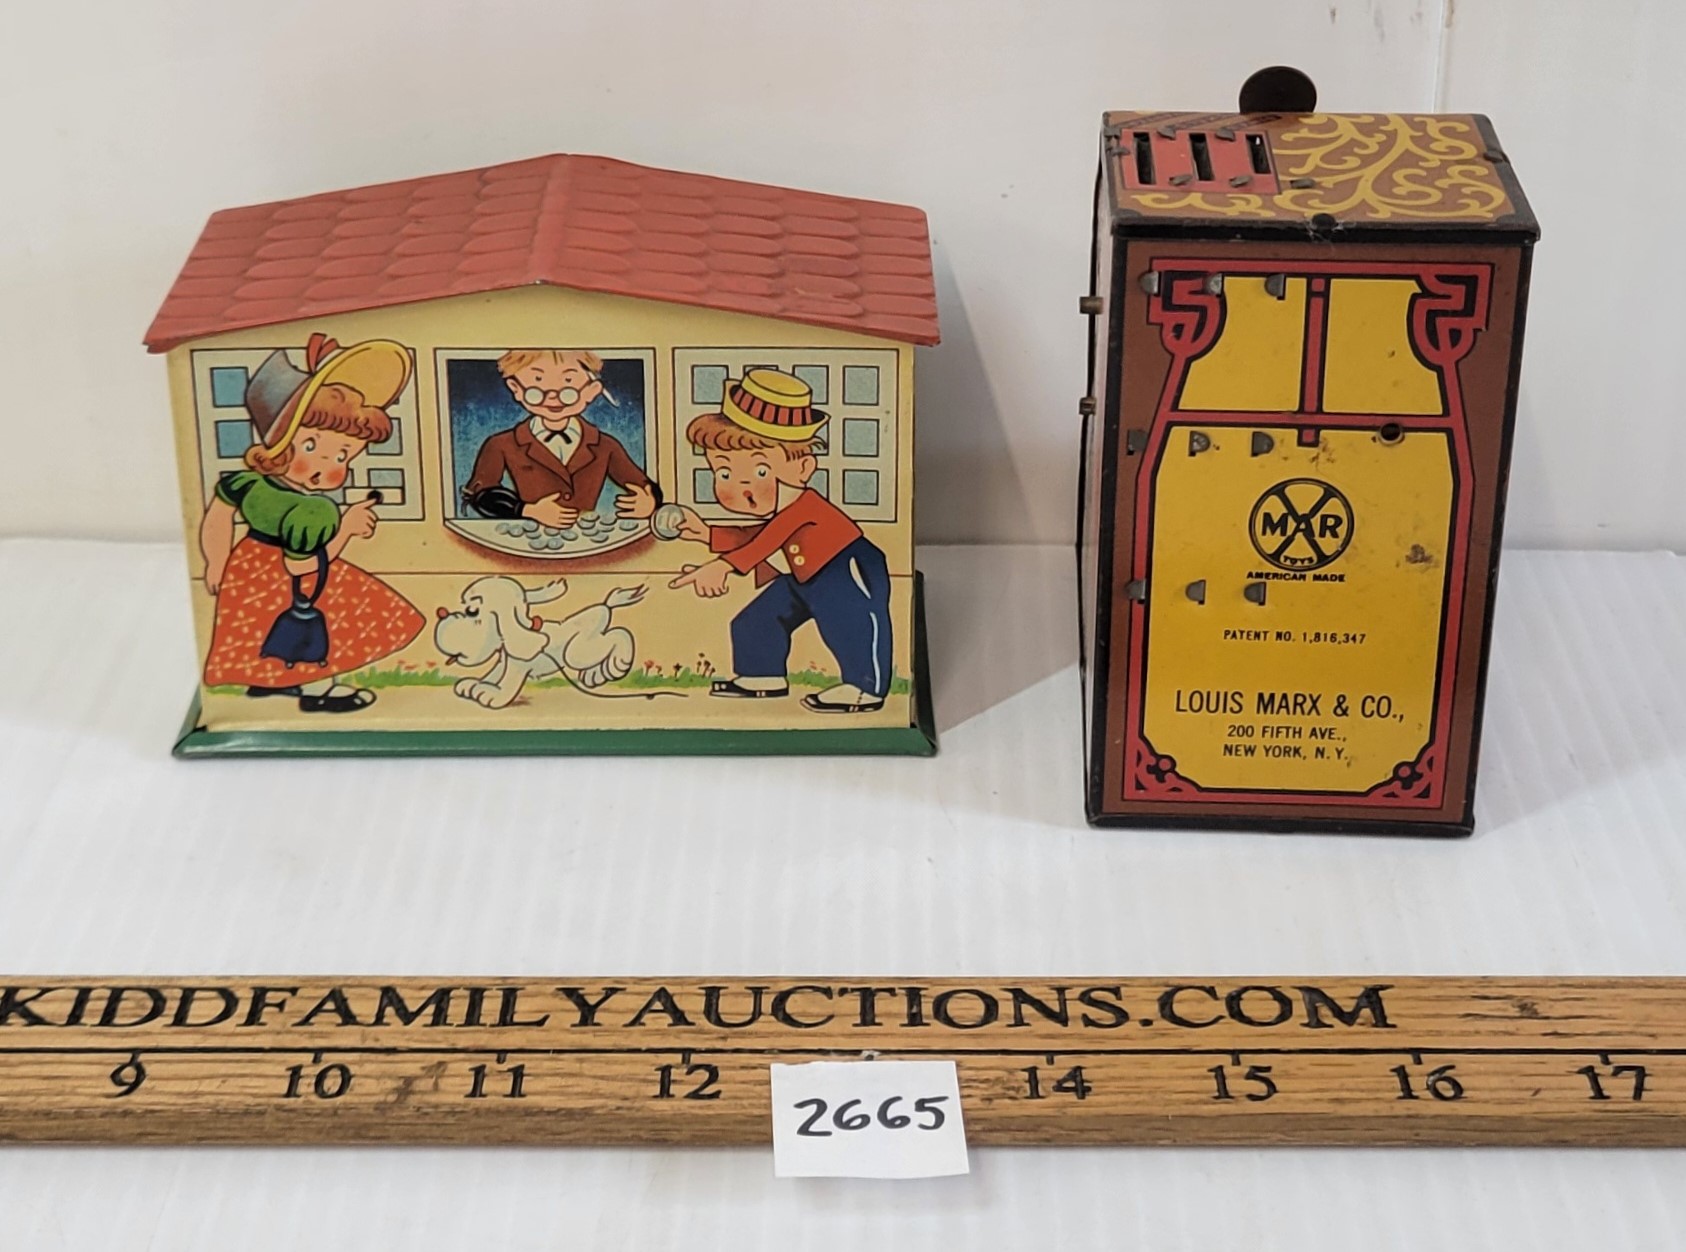 MAR
TOYS
AMERICAN MADE
PATENT NO. 1,816,347
LOUIS MARX & CO.,
200 FIFTH AVE.,
NEW YORK, N.Y.
KIDDFAMILYAUCTIONS.COM
9 10 11 12 14 15 16 17
2665